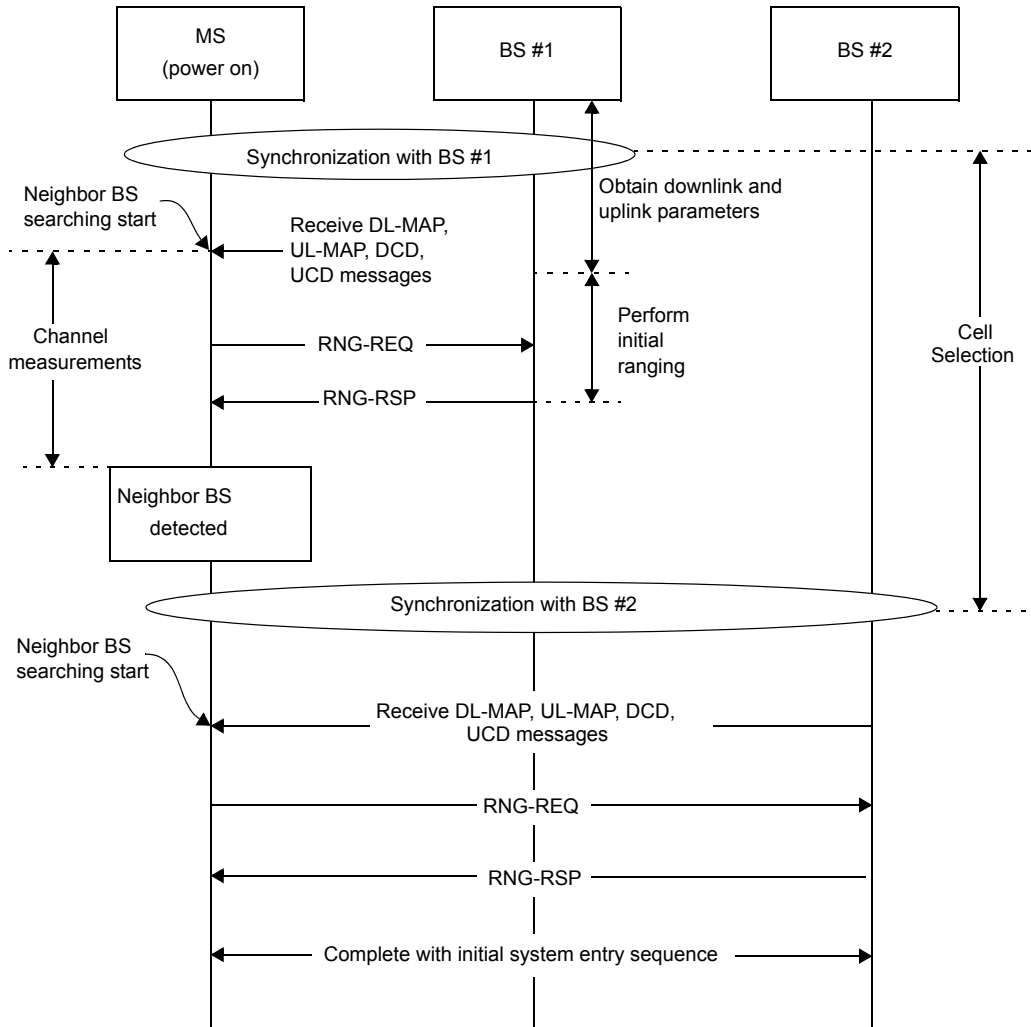 MS
(power on)
BS #1
BS #2
Synchronization with BS #1
Neighbor BS
searching start
Obtain downlink and
uplink parameters
Receive DL-MAP,
UL-MAP, DCD,
UCD messages
Channel
measurements
Perform
initial
ranging
Cell
Selection
RNG-REQ
RNG-RSP
Neighbor BS
detected
Synchronization with BS #2
Neighbor BS
searching start
Receive DL-MAP, UL-MAP, DCD,
UCD messages
RNG-REQ
RNG-RSP
Complete with initial system entry sequence